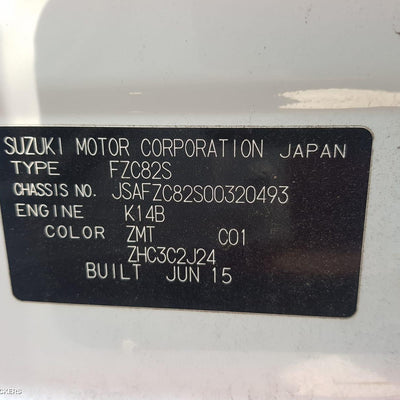 SUZUKI MOTOR CORPORATION JAPAN
TYPE FZC82S
CHASSIS NO. JSAFZC82S00320493
ENGINE K14B
COLOR ZMT C01
ZHC3C2J24
BUILT JUN 15